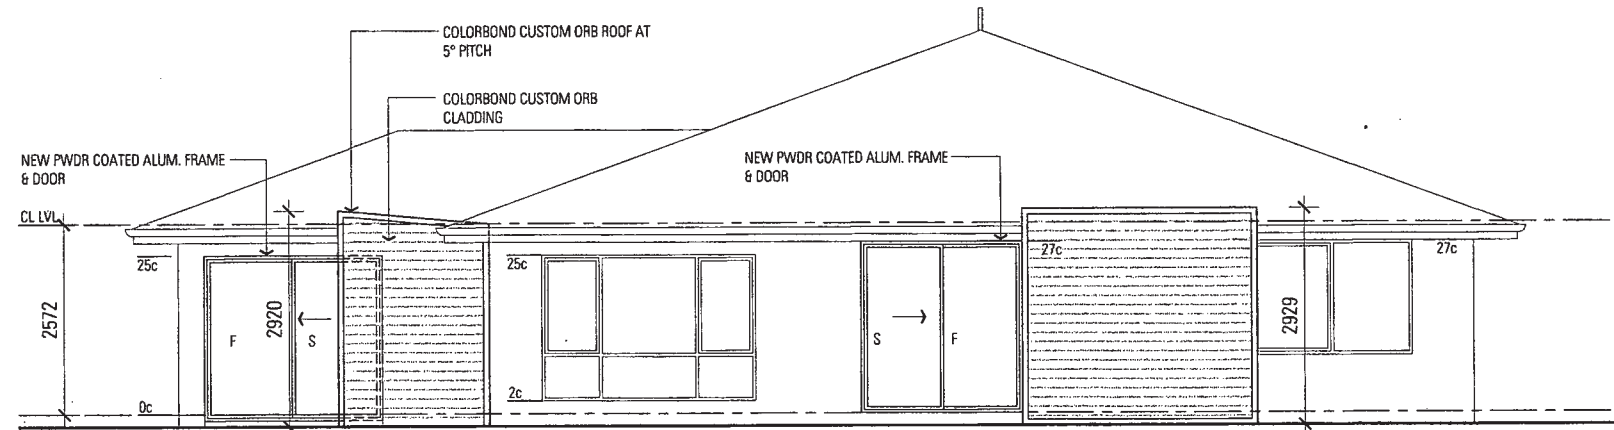 COLORBOND CUSTOM ORB ROOF AT
5° PITCH
COLORBOND CUSTOM ORB
CLADDING
NEW PWDR COATED ALUM. FRAME
& DOOR
NEW PWDR COATED ALUM. FRAME
& DOOR
CL LVL
25c
25c
27c
27c
2572
2920
2929
F
S
S
F
2c
0c